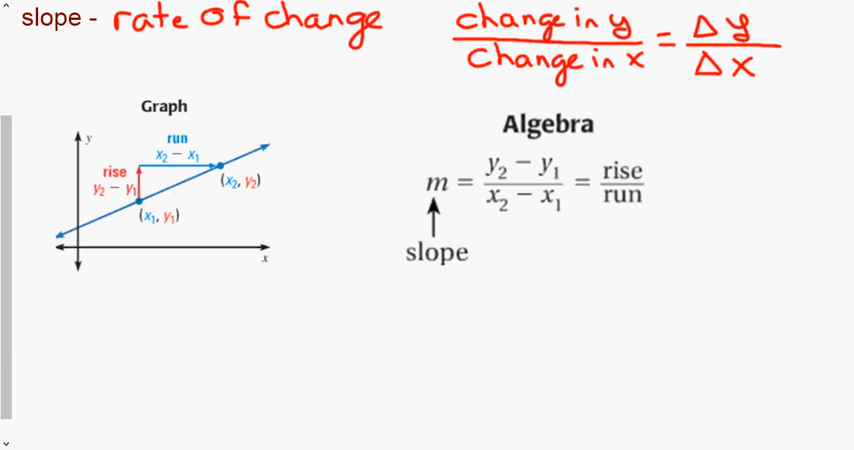 slope - rate of change
change in y
change in x
= Δy
Δx
Graph
y
run
x₂ − x₁
rise
y₂ − y₁
(x₂, y₂)
(x₁, y₁)
x
Algebra
m = y₂ − y₁ / x₂ − x₁ = rise / run
slope